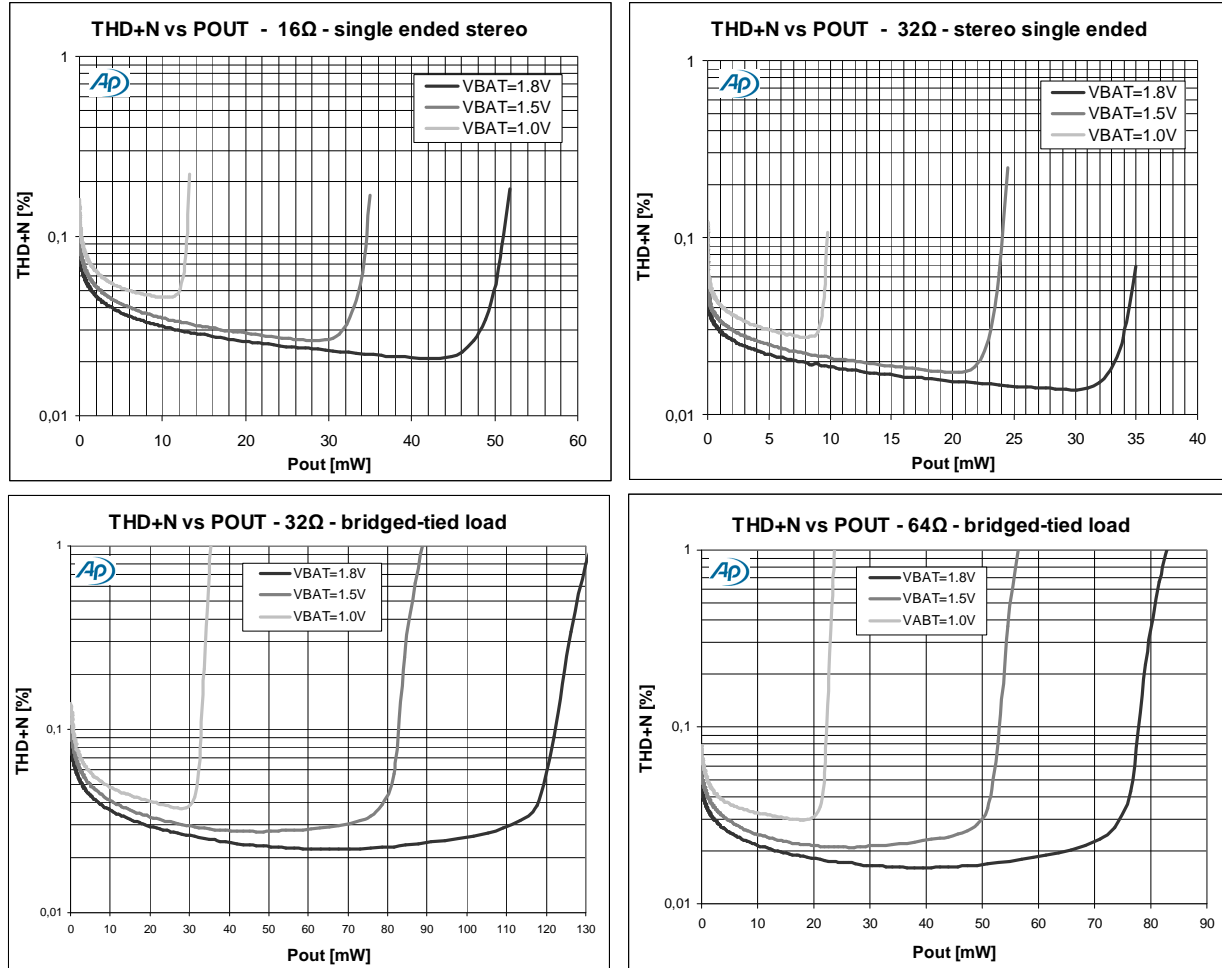 THD+N vs POUT - 16Ω - single ended stereo
1
Ap
VBAT=1.8V
VBAT=1.5V
VBAT=1.0V
THD+N [%]
0,1
0,01
0 10 20 30 40 50 60
Pout [mW]
THD+N vs POUT - 32Ω - stereo single ended
1
Ap
VBAT=1.8V
VBAT=1.5V
VBAT=1.0V
THD+N [%]
0,1
0,01
0 5 10 15 20 25 30 35 40
Pout [mW]
THD+N vs POUT - 32Ω - bridged-tied load
1
Ap
VBAT=1.8V
VBAT=1.5V
VBAT=1.0V
THD+N [%]
0,1
0,01
0 10 20 30 40 50 60 70 80 90 100 110 120 130
Pout [mW]
THD+N vs POUT - 64Ω - bridged-tied load
1
Ap
VBAT=1.8V
VBAT=1.5V
VABT=1.0V
THD+N [%]
0,1
0,01
0 10 20 30 40 50 60 70 80 90
Pout [mW]